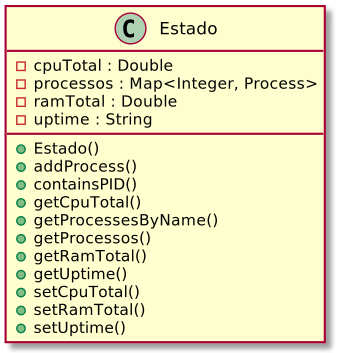 C Estado
cpuTotal : Double
processos : Map<Integer, Process>
ramTotal : Double
uptime : String
Estado()
addProcess()
containsPID()
getCpuTotal()
getProcessesByName()
getProcessos()
getRamTotal()
getUptime()
setCpuTotal()
setRamTotal()
setUptime()